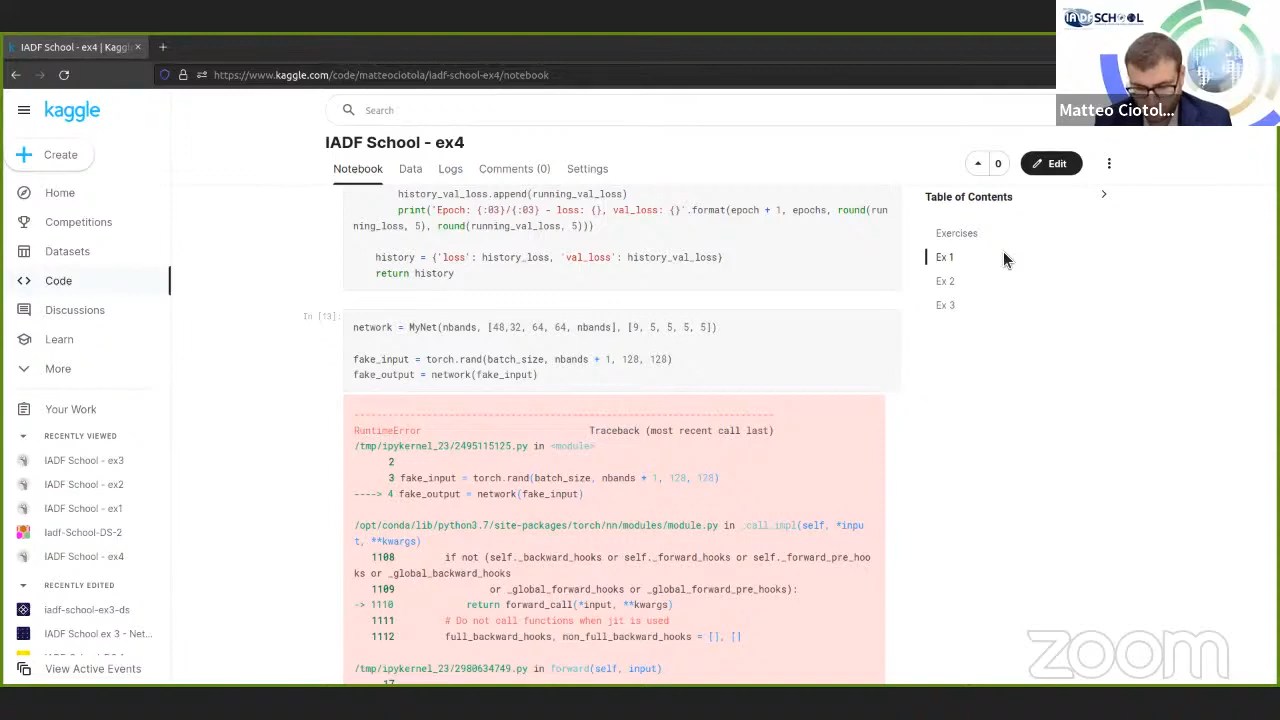 IADF School - ex4 | Kaggl
https://www.kaggle.com/code/matteociotola/iadf-school-ex4/notebook
IADF SCHOOL
Matteo Ciotol...
kaggle
Search
IADF School - ex4
Create
Notebook
Data
Logs
Comments (0)
Settings
0
Edit
Home
Competitions
Datasets
Code
Discussions
Learn
More
Your Work
RECENTLY VIEWED
IADF School - ex3
IADF School - ex2
IADF School - ex1
Iadf-School-DS-2
IADF School - ex4
RECENTLY EDITED
iadf-school-ex3-ds
IADF School ex 3 - Net...
View Active Events
history_val_loss.append(running_val_loss)
print('Epoch: {:03}/{:03} - loss: {}, val_loss: {}'.format(epoch + 1, epochs, round(run
ning_loss, 5), round(running_val_loss, 5)))
history = {'loss': history_loss, 'val_loss': history_val_loss}
return history
In [13]:
network = MyNet(nbands, [48,32, 64, 64, nbands], [9, 5, 5, 5, 5])
fake_input = torch.rand(batch_size, nbands + 1, 128, 128)
fake_output = network(fake_input)
---------------------------------------------------------------------------
RuntimeError Traceback (most recent call last)
/tmp/ipykernel_23/2495115125.py in <module>
2
3 fake_input = torch.rand(batch_size, nbands + 1, 128, 128)
----> 4 fake_output = network(fake_input)
/opt/conda/lib/python3.7/site-packages/torch/nn/modules/module.py in _call_impl(self, *inpu
t, **kwargs)
1108 if not (self._backward_hooks or self._forward_hooks or self._forward_pre_hoo
ks or _global_backward_hooks
1109 or _global_forward_hooks or _global_forward_pre_hooks):
-> 1110 return forward_call(*input, **kwargs)
1111 # Do not call functions when jit is used
1112 full_backward_hooks, non_full_backward_hooks = [], []
/tmp/ipykernel_23/2980634749.py in forward(self, input)
17
Table of Contents
Exercises
Ex 1
Ex 2
Ex 3
zoom